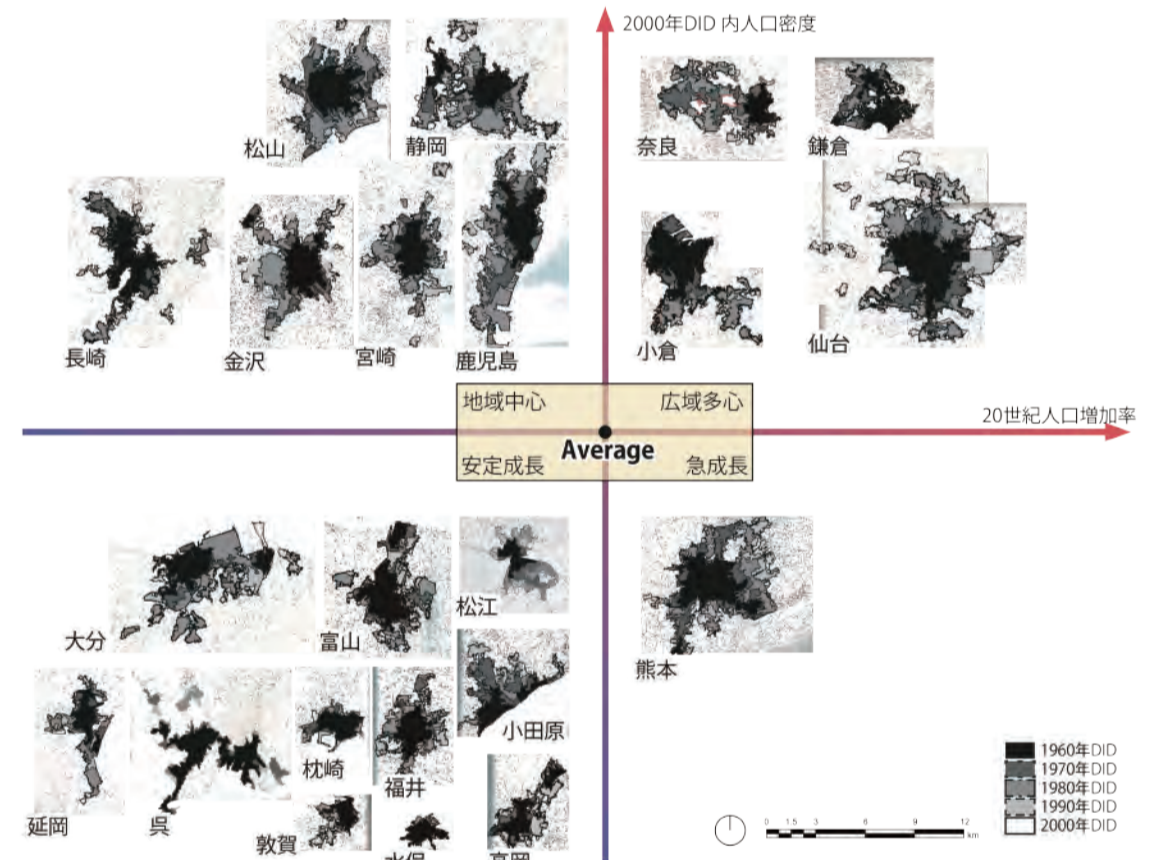 2000年DID 内人口密度
松山
静岡
奈良
鎌倉
長崎
金沢
宮崎
鹿児島
小倉
仙台
地域中心
広域多心
20世紀人口増加率
Average
安定成長
急成長
大分
富山
松江
熊本
小田原
延岡
呉
枕崎
福井
敦賀
水俣
高岡
1960年DID
1970年DID
1980年DID
1990年DID
2000年DID
0 1.5 3 6 9 12
km